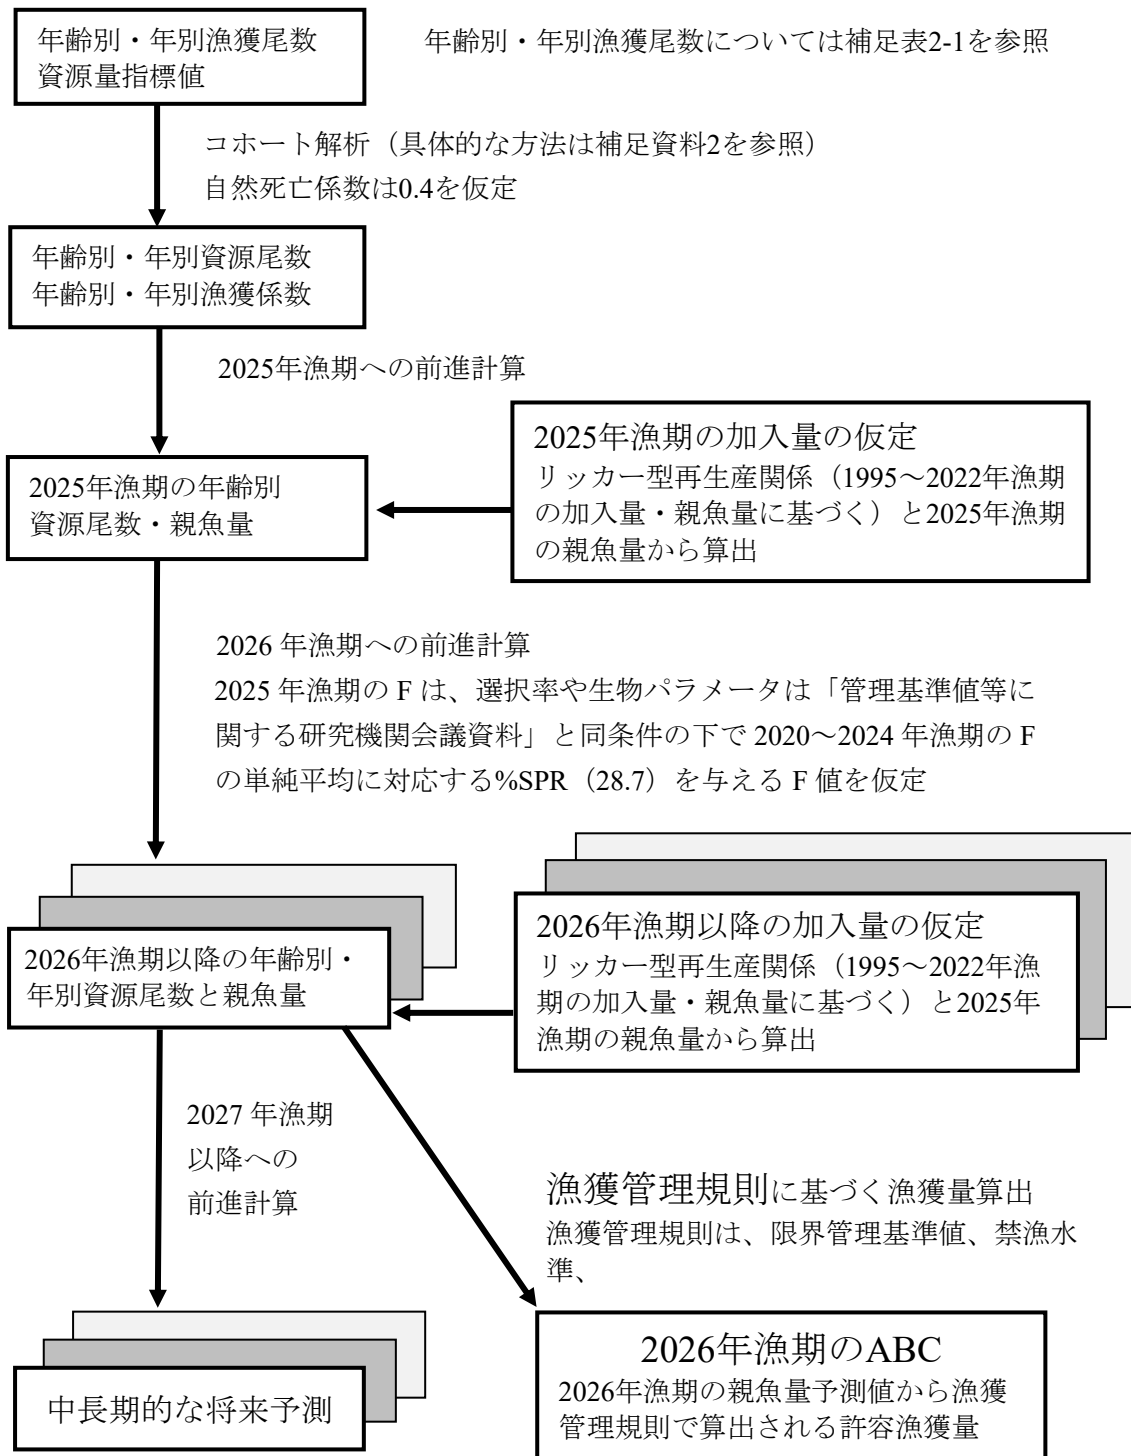 年齢別・年別漁獲尾数
資源量指標値
年齢別・年別漁獲尾数については補足表2-1を参照
コホート解析（具体的な方法は補足資料2を参照）
自然死亡係数は0.4を仮定
年齢別・年別資源尾数
年齢別・年別漁獲係数
2025年漁期への前進計算
2025年漁期の加入量の仮定
リッカー型再生産関係（1995～2022年漁期
の加入量・親魚量に基づく）と2025年漁期
の親魚量から算出
2025年漁期の年齢別
資源尾数・親魚量
2026 年漁期への前進計算
2025 年漁期の F は、選択率や生物パラメータは「管理基準値等に
関する研究機関会議資料」と同条件の下で 2020～2024 年漁期の F
の単純平均に対応する%SPR（28.7）を与える F 値を仮定
2026年漁期以降の加入量の仮定
リッカー型再生産関係（1995～2022年漁
期の加入量・親魚量に基づく）と2025年
漁期の親魚量から算出
2026年漁期以降の年齢別・
年別資源尾数と親魚量
2027 年漁期
以降への
前進計算
漁獲管理規則に基づく漁獲量算出
漁獲管理規則は、限界管理基準値、禁漁水
準、
中長期的な将来予測
2026年漁期のABC
2026年漁期の親魚量予測値から漁獲
管理規則で算出される許容漁獲量